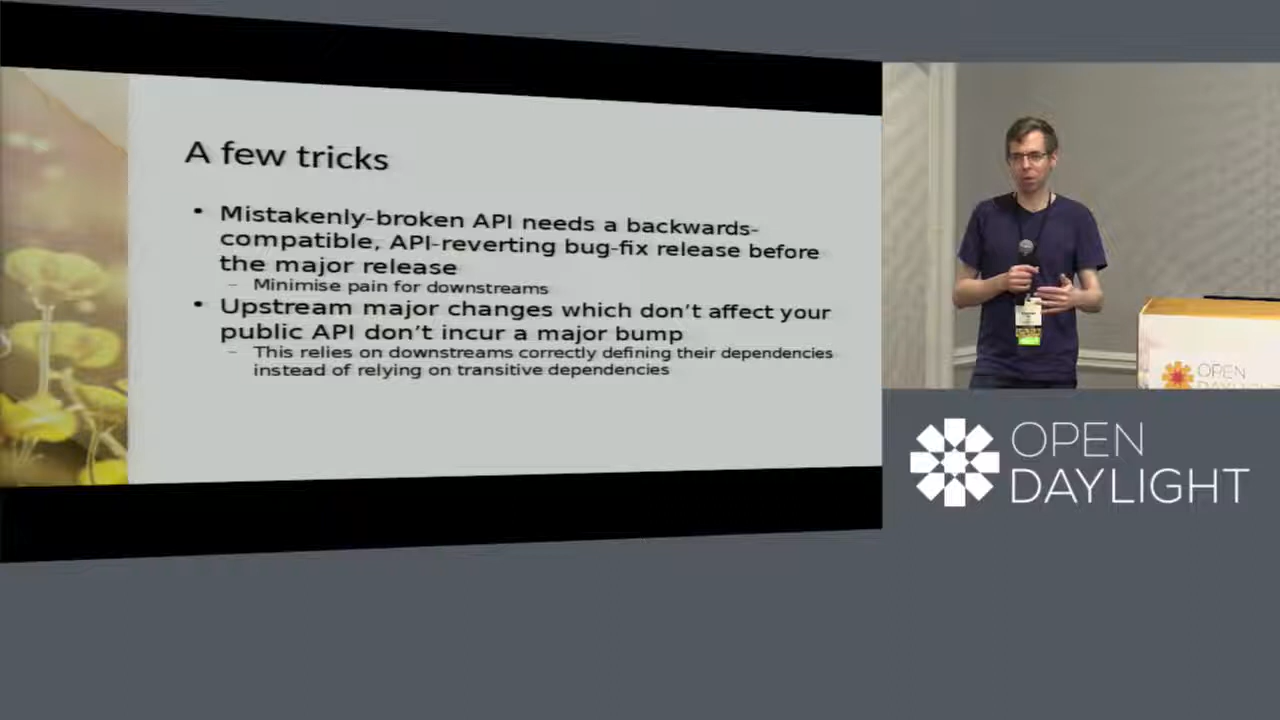 A few tricks
• Mistakenly-broken API needs a backwards-
compatible, API-reverting bug-fix release before
the major release
– Minimise pain for downstreams
• Upstream major changes which don’t affect your
public API don’t incur a major bump
– This relies on downstreams correctly defining their dependencies
instead of relying on transitive dependencies
OPEN
DAYLIGHT
OPEN
DAYLIGHT